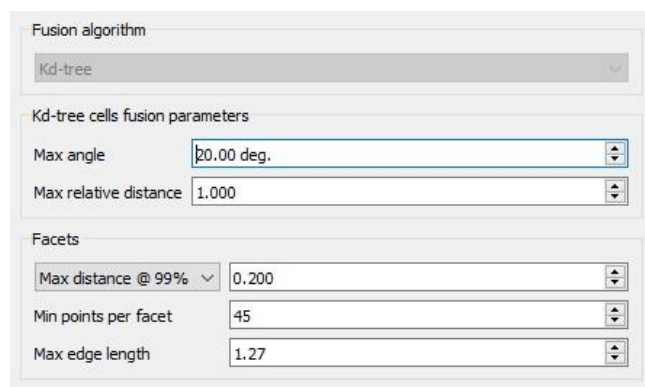 Fusion algorithm
Kd-tree
Kd-tree cells fusion parameters
Max angle 20.00 deg.
Max relative distance 1.000
Facets
Max distance @ 99% 0.200
Min points per facet 45
Max edge length 1.27